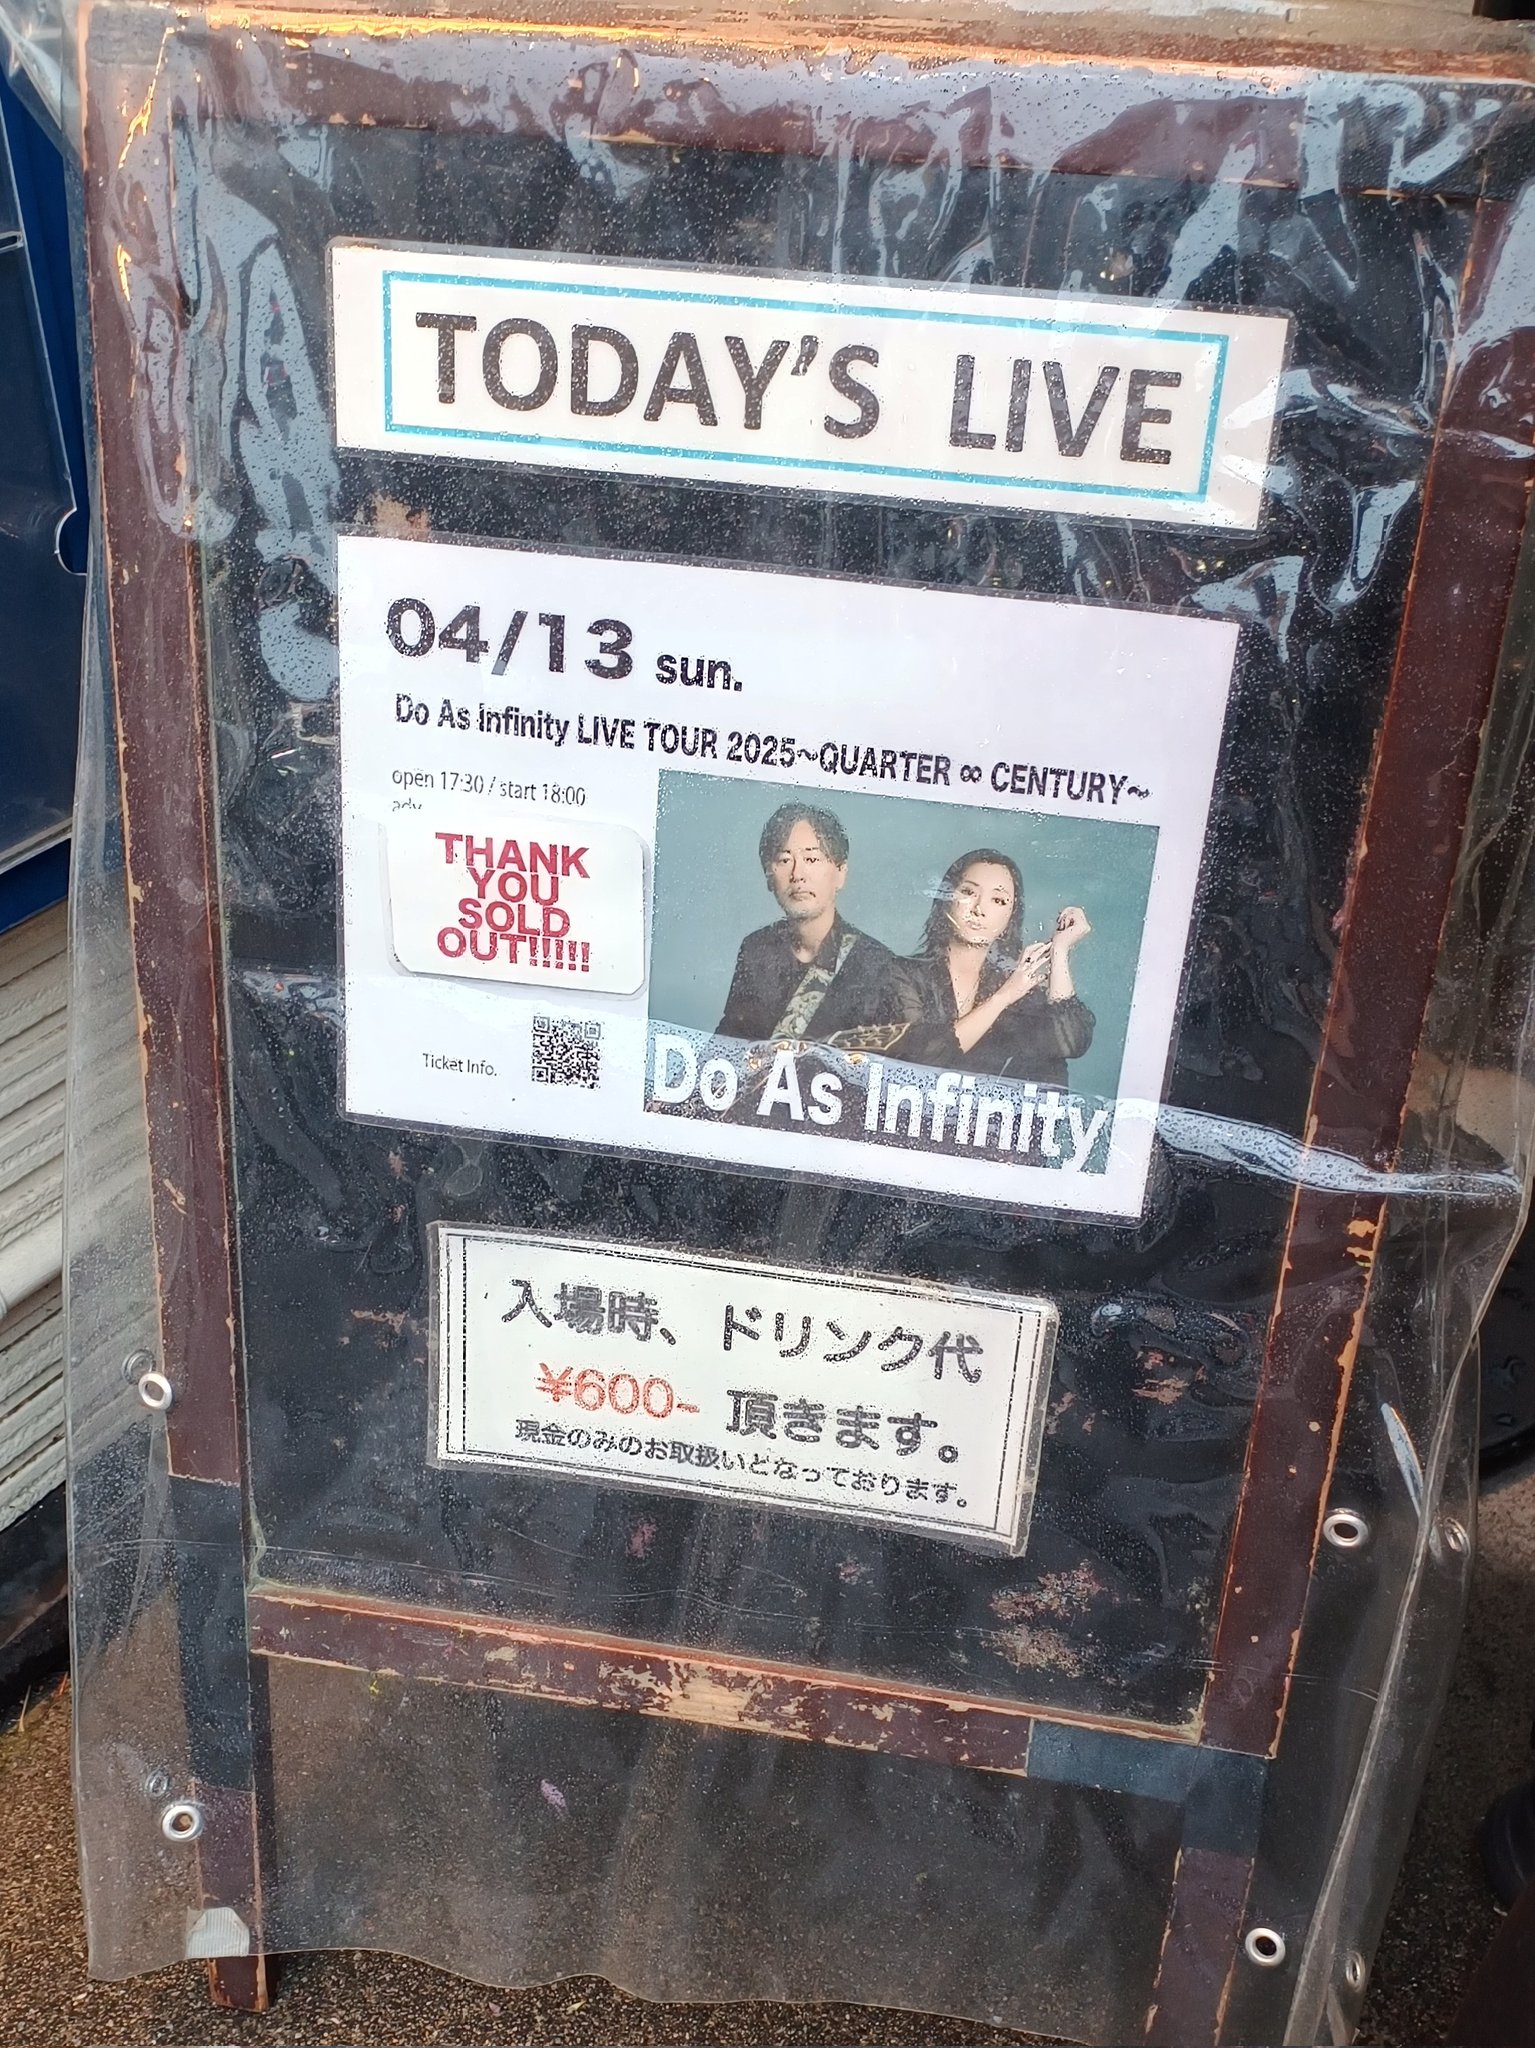 TODAY'S LIVE
04/13 sun.
Do As Infinity LIVE TOUR 2025~QUARTER ∞ CENTURY~
open 17:30 / start 18:00
THANK
YOU
SOLD
OUT!!!!!
Ticket Info.
Do As Infinity
入場時、ドリンク代
¥600- 頂きます。
現金のみのお取扱いとなっております。